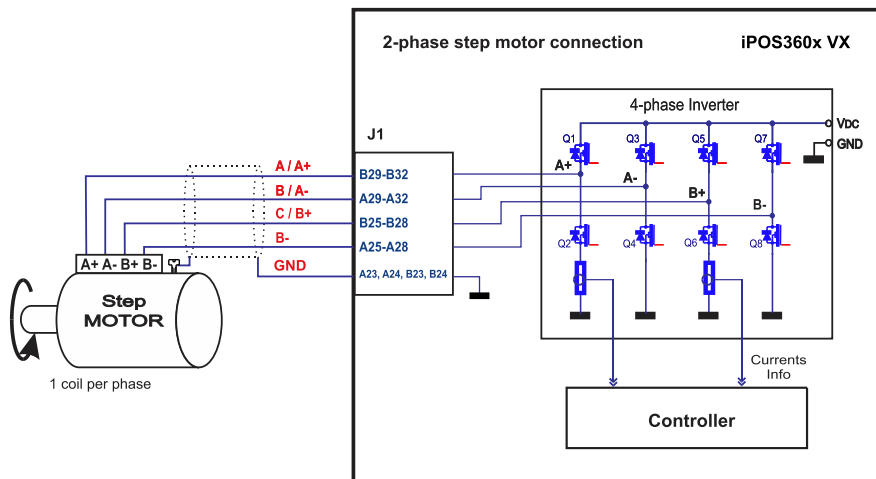 2-phase step motor connection
iPOS360x VX
4-phase Inverter
VDC
GND
Q1
Q3
Q5
Q7
J1
A / A+
B29-B32
A+
B / A-
A29-A32
A-
C / B+
B25-B28
B+
B-
A25-A28
B-
Q2
Q4
Q6
Q8
GND
A23, A24, B23, B24
A+ A- B+ B-
Step
MOTOR
1 coil per phase
Currents
Info
Controller